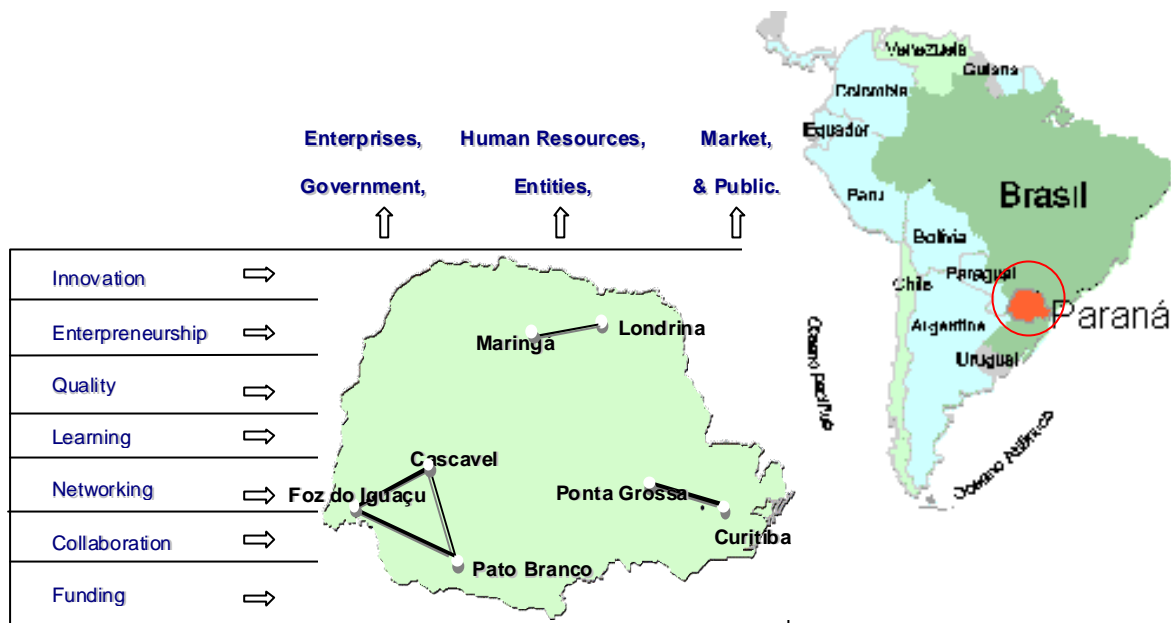 Enterprises,
Government,
Human Resources,
Entities,
Market,
& Public.
Innovation
Enterpreneurship
Quality
Learning
Networking
Collaboration
Funding
Maringá
Londrina
Cascavel
Foz do Iguaçu
Ponta Grossa
Curitiba
Pato Branco
Venezuela
Guiana
Colombia
Equador
Peru
Brasil
Bolívia
Paraguai
Chile
Paraná
Argentina
Uruguai
Oceano Pacífico
Oceano Atlântico